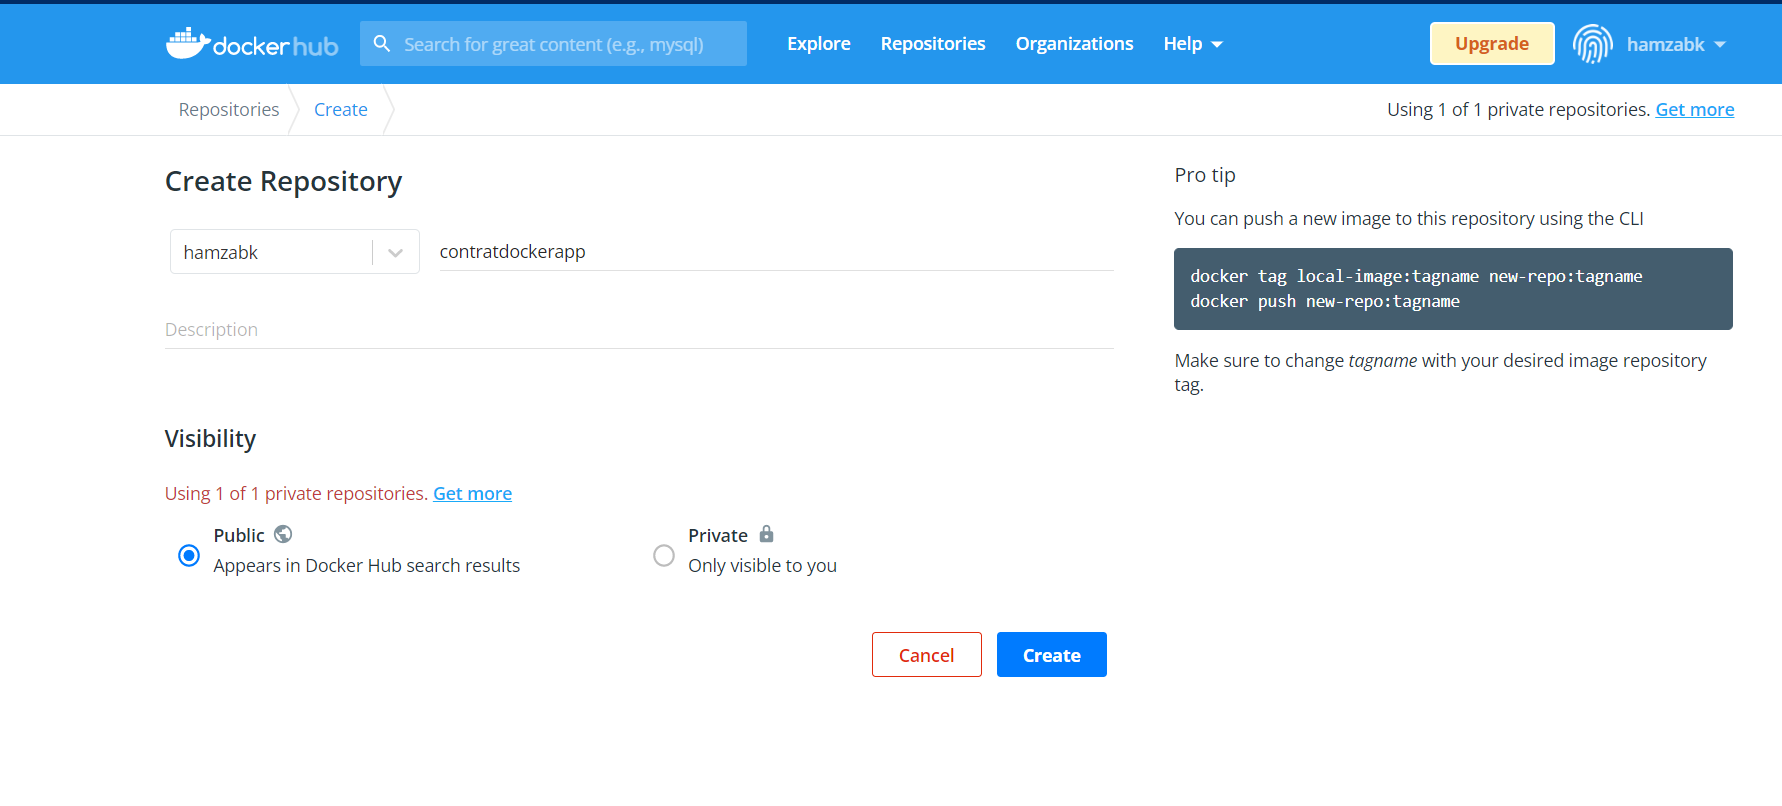 dockerhub
Search for great content (e.g., mysql)
Explore
Repositories
Organizations
Help
Upgrade
hamzabk
Repositories
Create
Using 1 of 1 private repositories. Get more
Create Repository
hamzabk
contratdockerapp
Description
Visibility
Using 1 of 1 private repositories. Get more
Public
Appears in Docker Hub search results
Private
Only visible to you
Cancel
Create
Pro tip
You can push a new image to this repository using the CLI
docker tag local-image:tagname new-repo:tagname
docker push new-repo:tagname
Make sure to change tagname with your desired image repository
tag.